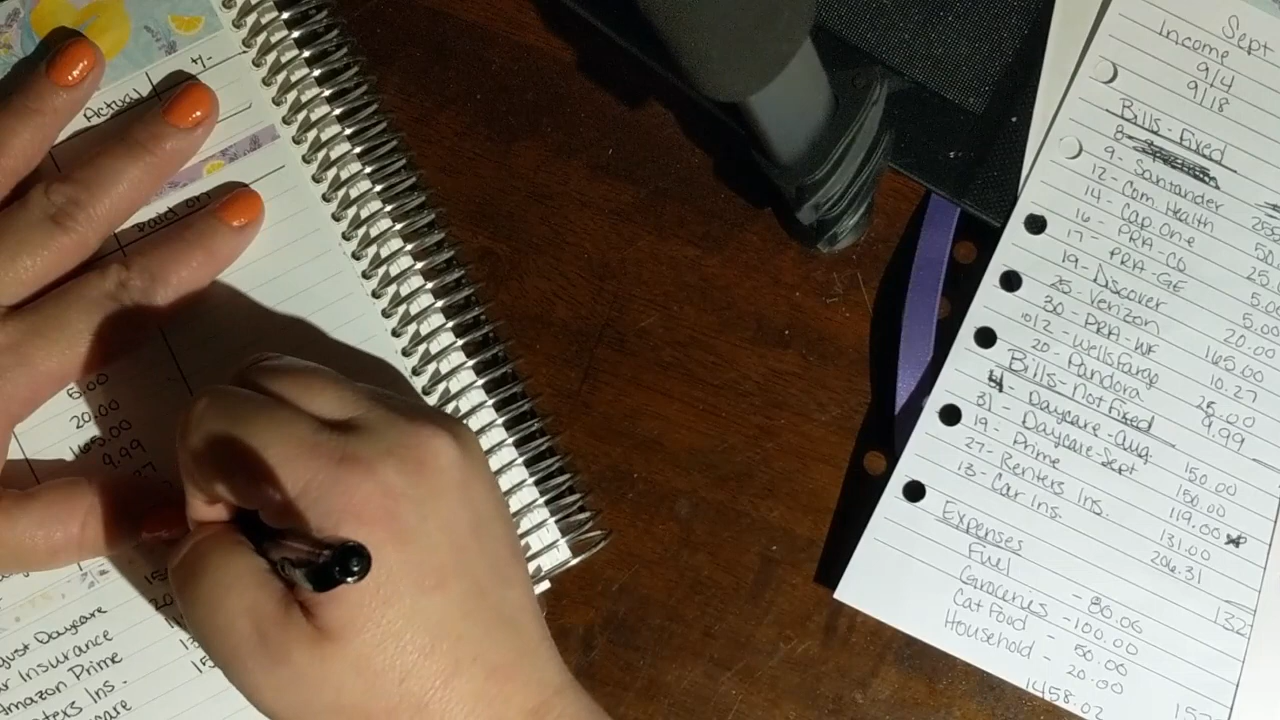 Actual
+/-
Paid on
5.00
20.00
165.00
9.99
Insurance
Amazon Prime
Ins.
Sept
Income
9/4
9/18
Bills-Fixed
8-
9- Santander
12- Com. Health
14- Cap. One 50.
16- PRA-CO 25.
17- PRA-GE 5.00
19- Discover 5.00
25- Verizon 20.00
30- PRA-WF 165.00
10/2- Wells Fargo 10.27
20- Pandora 25.00
Bills-Not Fixed 9.99
Daycare-Aug.
31- Daycare-Sept 150.00
19- Prime 150.00
27- Renters Ins. 119.00
13- Car Ins. 131.00
206.31
Expenses
Fuel - 80.00
Groceries -100.00
Cat Food - 50.00
Household - 20.00
1458.02